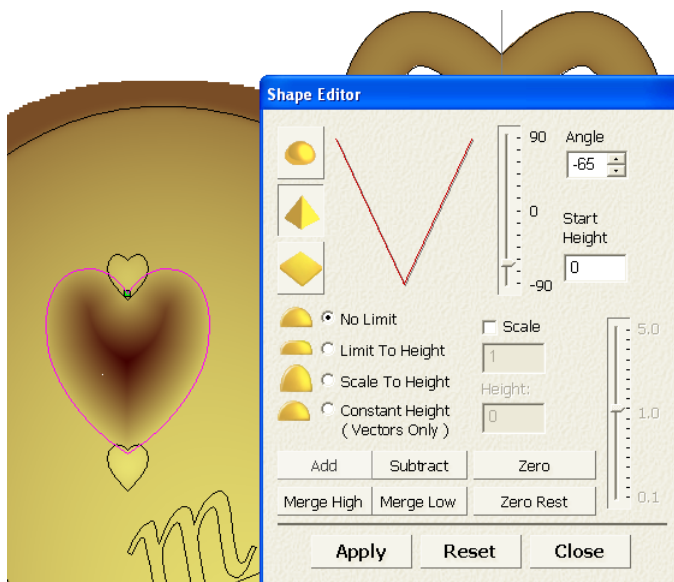 Shape Editor
90
0
-90
Angle
-65
Start
Height
0
No Limit
Limit To Height
Scale To Height
Constant Height
( Vectors Only )
Scale
1
Height:
0
5.0
1.0
0.1
Add
Subtract
Zero
Merge High
Merge Low
Zero Rest
Apply
Reset
Close
m